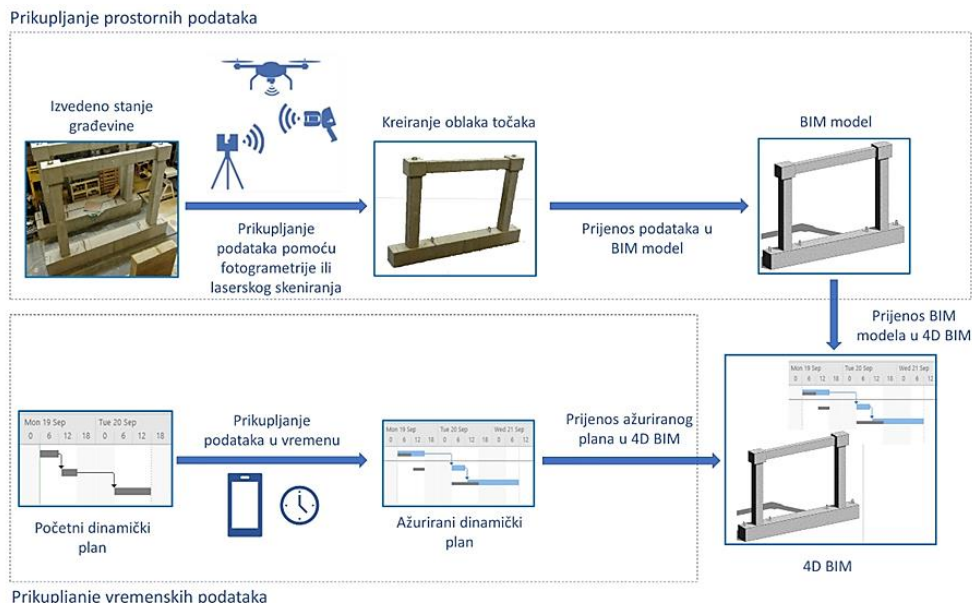 Prikupljanje prostornih podataka
Izvedeno stanje
građevine
Kreiranje oblaka točaka
BIM model
Prikupljanje
podataka pomoću
fotogrametrije ili
laserskog skeniranja
Prijenos podataka u
BIM model
Prijenos BIM
modela u 4D BIM
Mon 19 Sep Tue 20 Sep
0 6 12 18 0 6 12 18
Početni dinamički
plan
Prikupljanje
podataka u vremenu
Mon 19 Sep Tue 20 Sep Wed 21 Sep
0 6 12 18 0 6 12 18 0 6 12
Ažurirani dinamički
plan
Prijenos ažuriranog
plana u 4D BIM
Mon 19 Sep Tue 20 Sep Wed 21 Sep
0 6 12 18 0 6 12 18 0 6 12
4D BIM
Prikupljanje vremenskih podataka